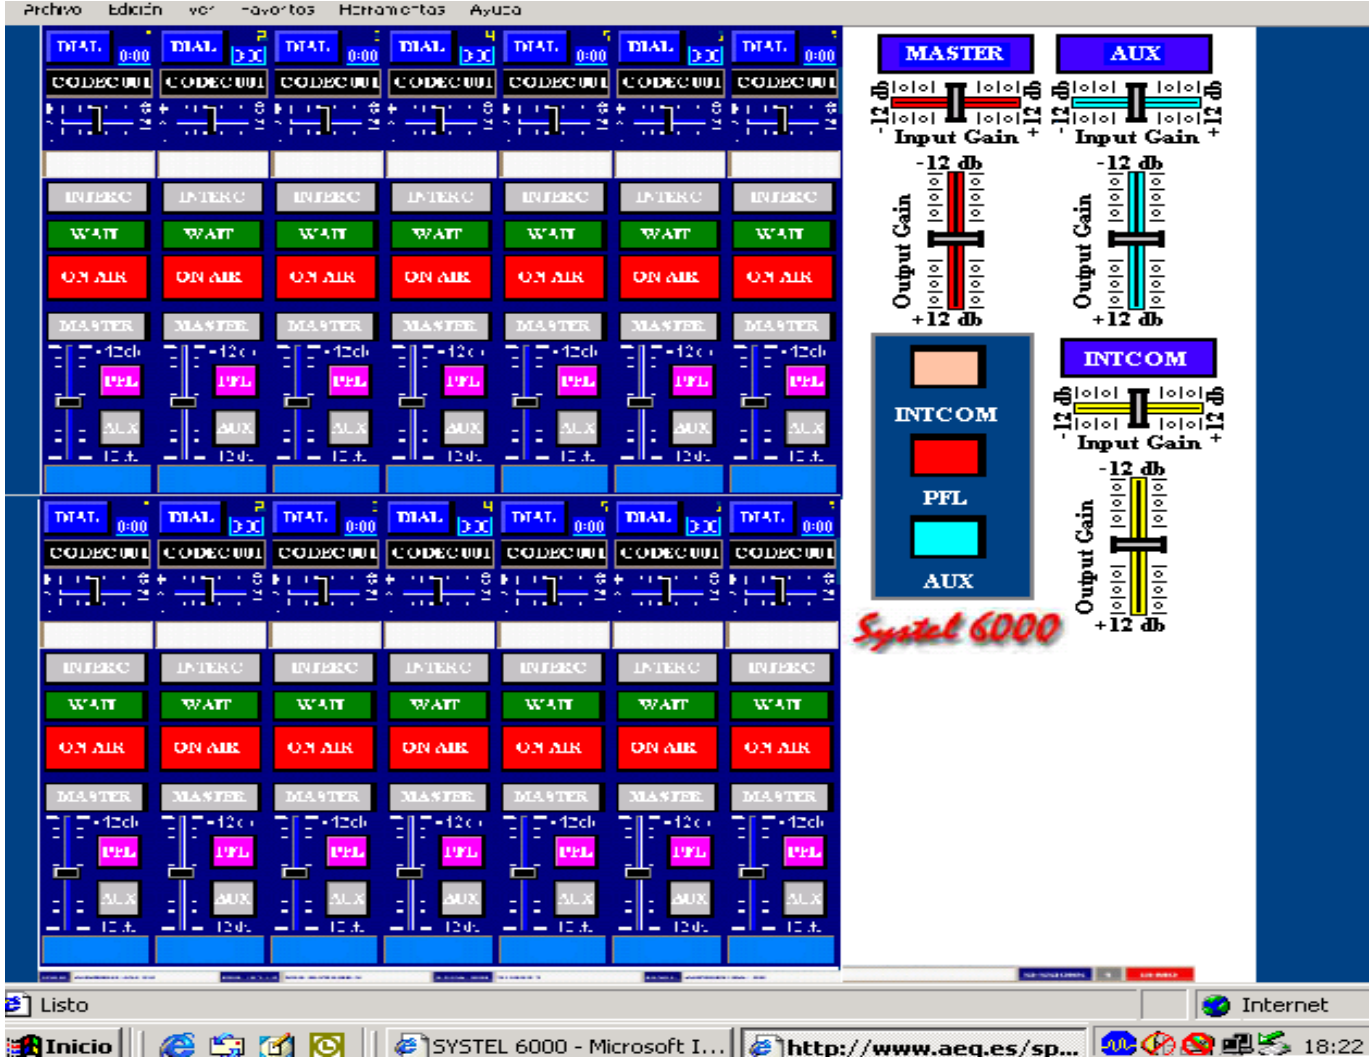 Archivo Edición Ver Favoritos Herramientas Ayuda
DIAL 0:00 DIAL DIAL 0:00 DIAL DIAL 0:00 DIAL DIAL 0:00
CODEC001 CODEC001 CODEC001 CODEC001 CODEC001 CODEC001 CODEC001
INTERC INTERC INTERC INTERC INTERC INTERC INTERC
WAIT WAIT WAIT WAIT WAIT WAIT WAIT
ON AIR ON AIR ON AIR ON AIR ON AIR ON AIR ON AIR
MASTER MASTER MASTER MASTER MASTER MASTER MASTER
PFL PFL PFL PFL PFL PFL PFL
AUX AUX AUX AUX AUX AUX AUX
DIAL 0:00 DIAL DIAL 0:00 DIAL DIAL 0:00 DIAL DIAL 0:00
CODEC001 CODEC001 CODEC001 CODEC001 CODEC001 CODEC001 CODEC001
INTERC INTERC INTERC INTERC INTERC INTERC INTERC
WAIT WAIT WAIT WAIT WAIT WAIT WAIT
ON AIR ON AIR ON AIR ON AIR ON AIR ON AIR ON AIR
MASTER MASTER MASTER MASTER MASTER MASTER MASTER
PFL PFL PFL PFL PFL PFL PFL
AUX AUX AUX AUX AUX AUX AUX
MASTER
- 12 db + 12 db
Input Gain
-12 db
Output Gain
+12 db
AUX
- 12 db + 12 db
Input Gain
-12 db
Output Gain
+12 db
INTCOM
PFL
AUX
INTCOM
- 12 db + 12 db
Input Gain
-12 db
Output Gain
+12 db
Systel 6000
Listo Internet
Inicio SYSTEL 6000 - Microsoft I... http://www.aeq.es/sp... 18:22